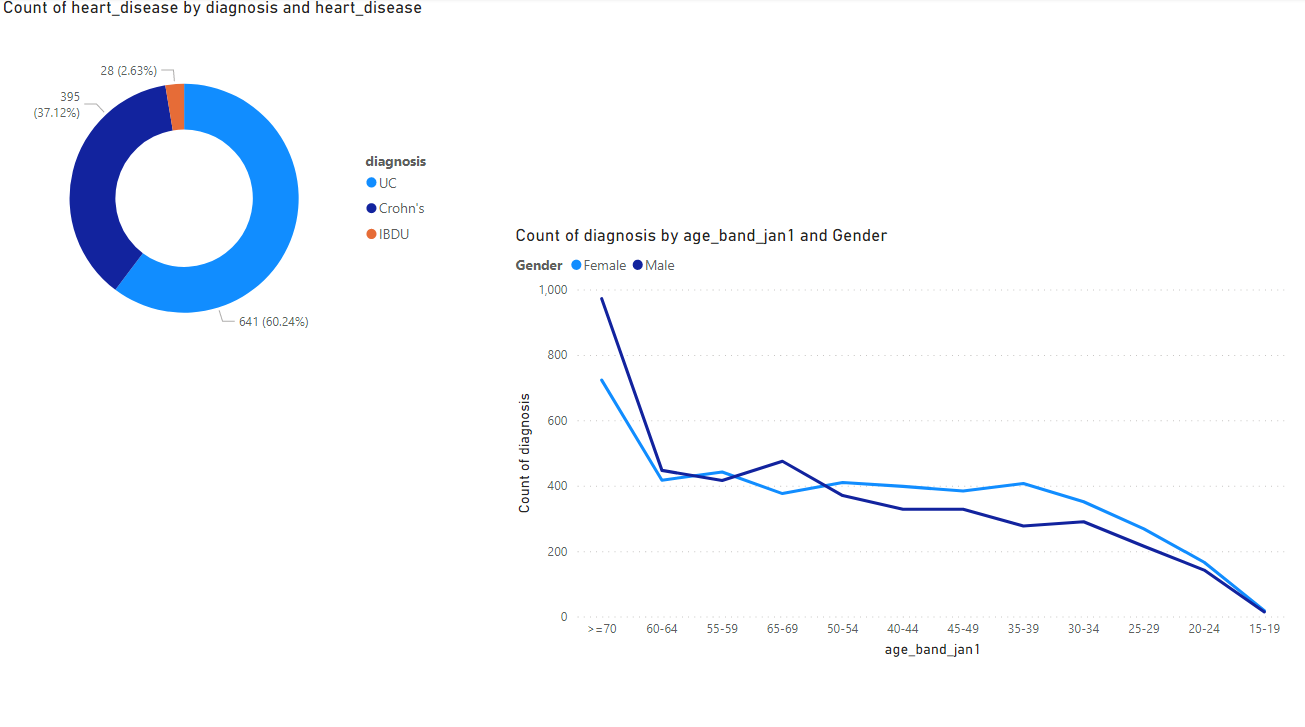 Count of heart_disease by diagnosis and heart_disease
28 (2.63%)
395
(37.12%)
641 (60.24%)
diagnosis
UC
Crohn's
IBDU
Count of diagnosis by age_band_jan1 and Gender
Gender Female Male
1,000
800
600
400
200
0
Count of diagnosis
>=70 60-64 55-59 65-69 50-54 40-44 45-49 35-39 30-34 25-29 20-24 15-19
age_band_jan1